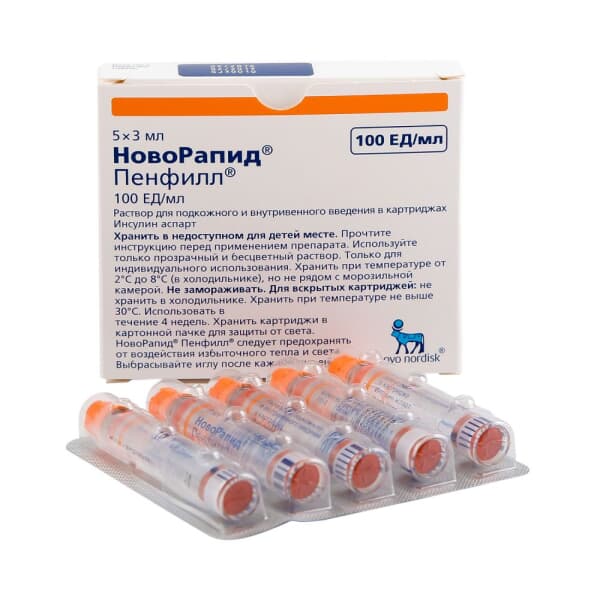 5×3 мл
НовоРапид®
Пенфилл®
100 ЕД/мл
100 ЕД/мл
Раствор для подкожного и внутривенного введения в картриджах
Инсулин аспарт
Хранить в недоступном для детей месте. Прочтите
инструкцию перед применением препарата. Используйте
только прозрачный и бесцветный раствор. Только для
индивидуального использования. Хранить при температуре от
2°C до 8°C (в холодильнике), но не рядом с морозильной
камерой. Не замораживать. Для вскрытых картриджей: не
хранить в холодильнике. Хранить при температуре не выше
30°C. Использовать в
течение 4 недель. Хранить картриджи в
картонной пачке для защиты от света.
НовоРапид® Пенфилл® следует предохранять
от воздействия избыточного тепла и света
Выбрасывайте иглу после
nordisk®
НовоРапид